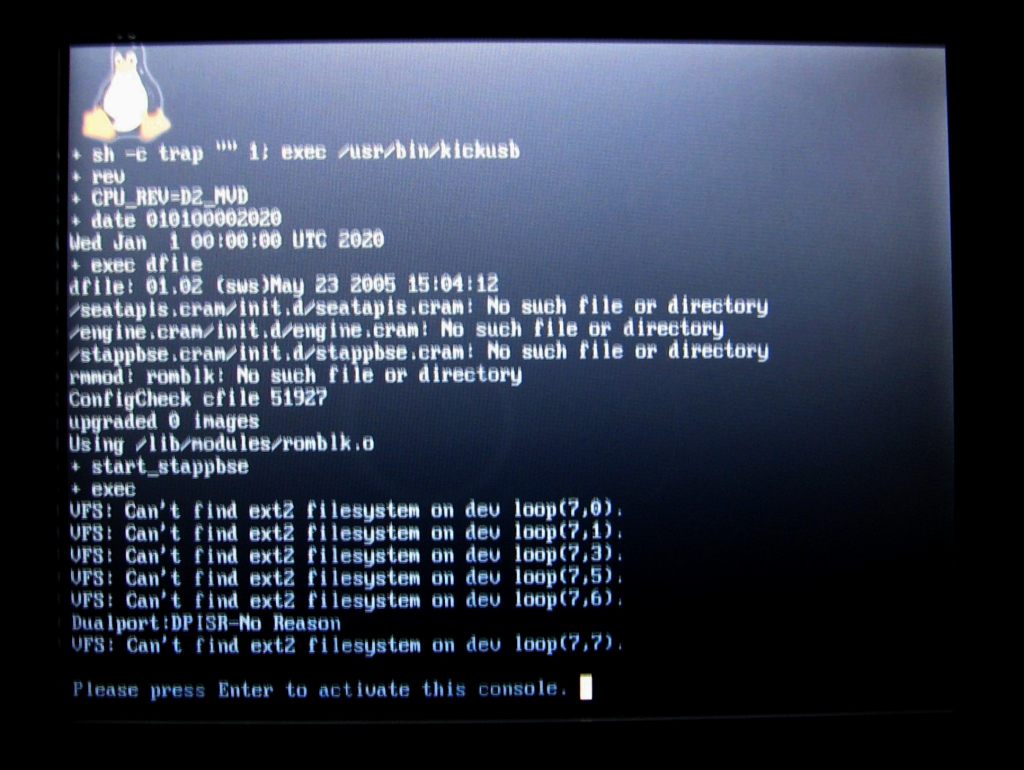 + sh -c trap "" 1; exec /usr/bin/kickusb
+ rev
+ CPU_REV=D2_MVD
+ date 010100002020
Wed Jan  1 00:00:00 UTC 2020
+ exec dfile
dfile: 01.02 (sws)May 23 2005 15:04:12
/seatapis.cram/init.d/seatapis.cram: No such file or directory
/engine.cram/init.d/engine.cram: No such file or directory
/stappbse.cram/init.d/stappbse.cram: No such file or directory
rmmod: romblk: No such file or directory
ConfigCheck cfile 51927
upgraded 0 images
Using /lib/modules/romblk.o
+ start_stappbse
+ exec
VFS: Can't find ext2 filesystem on dev loop(7,0).
VFS: Can't find ext2 filesystem on dev loop(7,1).
VFS: Can't find ext2 filesystem on dev loop(7,3).
VFS: Can't find ext2 filesystem on dev loop(7,5).
VFS: Can't find ext2 filesystem on dev loop(7,6).
Dualport:DPISR-No Reason
VFS: Can't find ext2 filesystem on dev loop(7,7).
Please press Enter to activate this console.